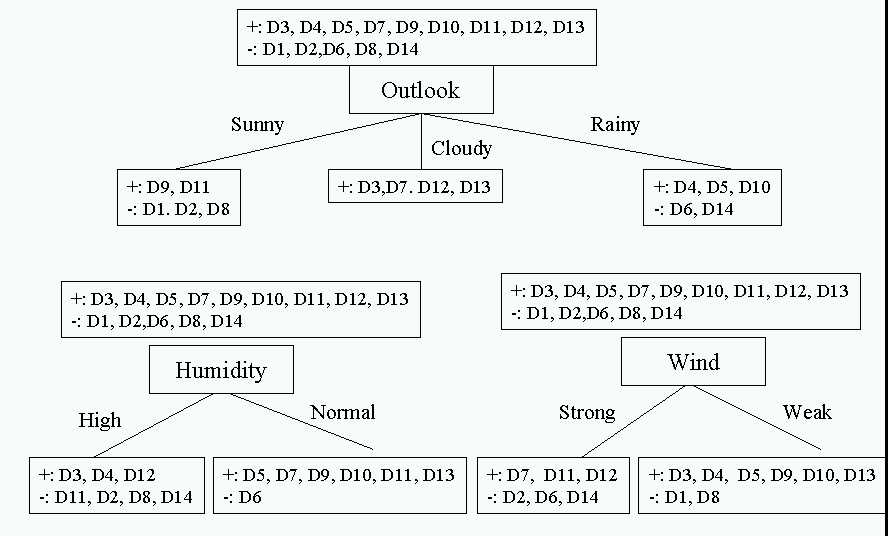 +: D3, D4, D5, D7, D9, D10, D11, D12, D13
-: D1, D2,D6, D8, D14
Outlook
Sunny
Cloudy
Rainy
+: D9, D11
-: D1. D2, D8
+: D3,D7. D12, D13
+: D4, D5, D10
-: D6, D14
+: D3, D4, D5, D7, D9, D10, D11, D12, D13
-: D1, D2,D6, D8, D14
Humidity
High
Normal
+: D3, D4, D12
-: D11, D2, D8, D14
+: D5, D7, D9, D10, D11, D13
-: D6
+: D3, D4, D5, D7, D9, D10, D11, D12, D13
-: D1, D2,D6, D8, D14
Wind
Strong
Weak
+: D7, D11, D12
-: D2, D6, D14
+: D3, D4, D5, D9, D10, D13
-: D1, D8